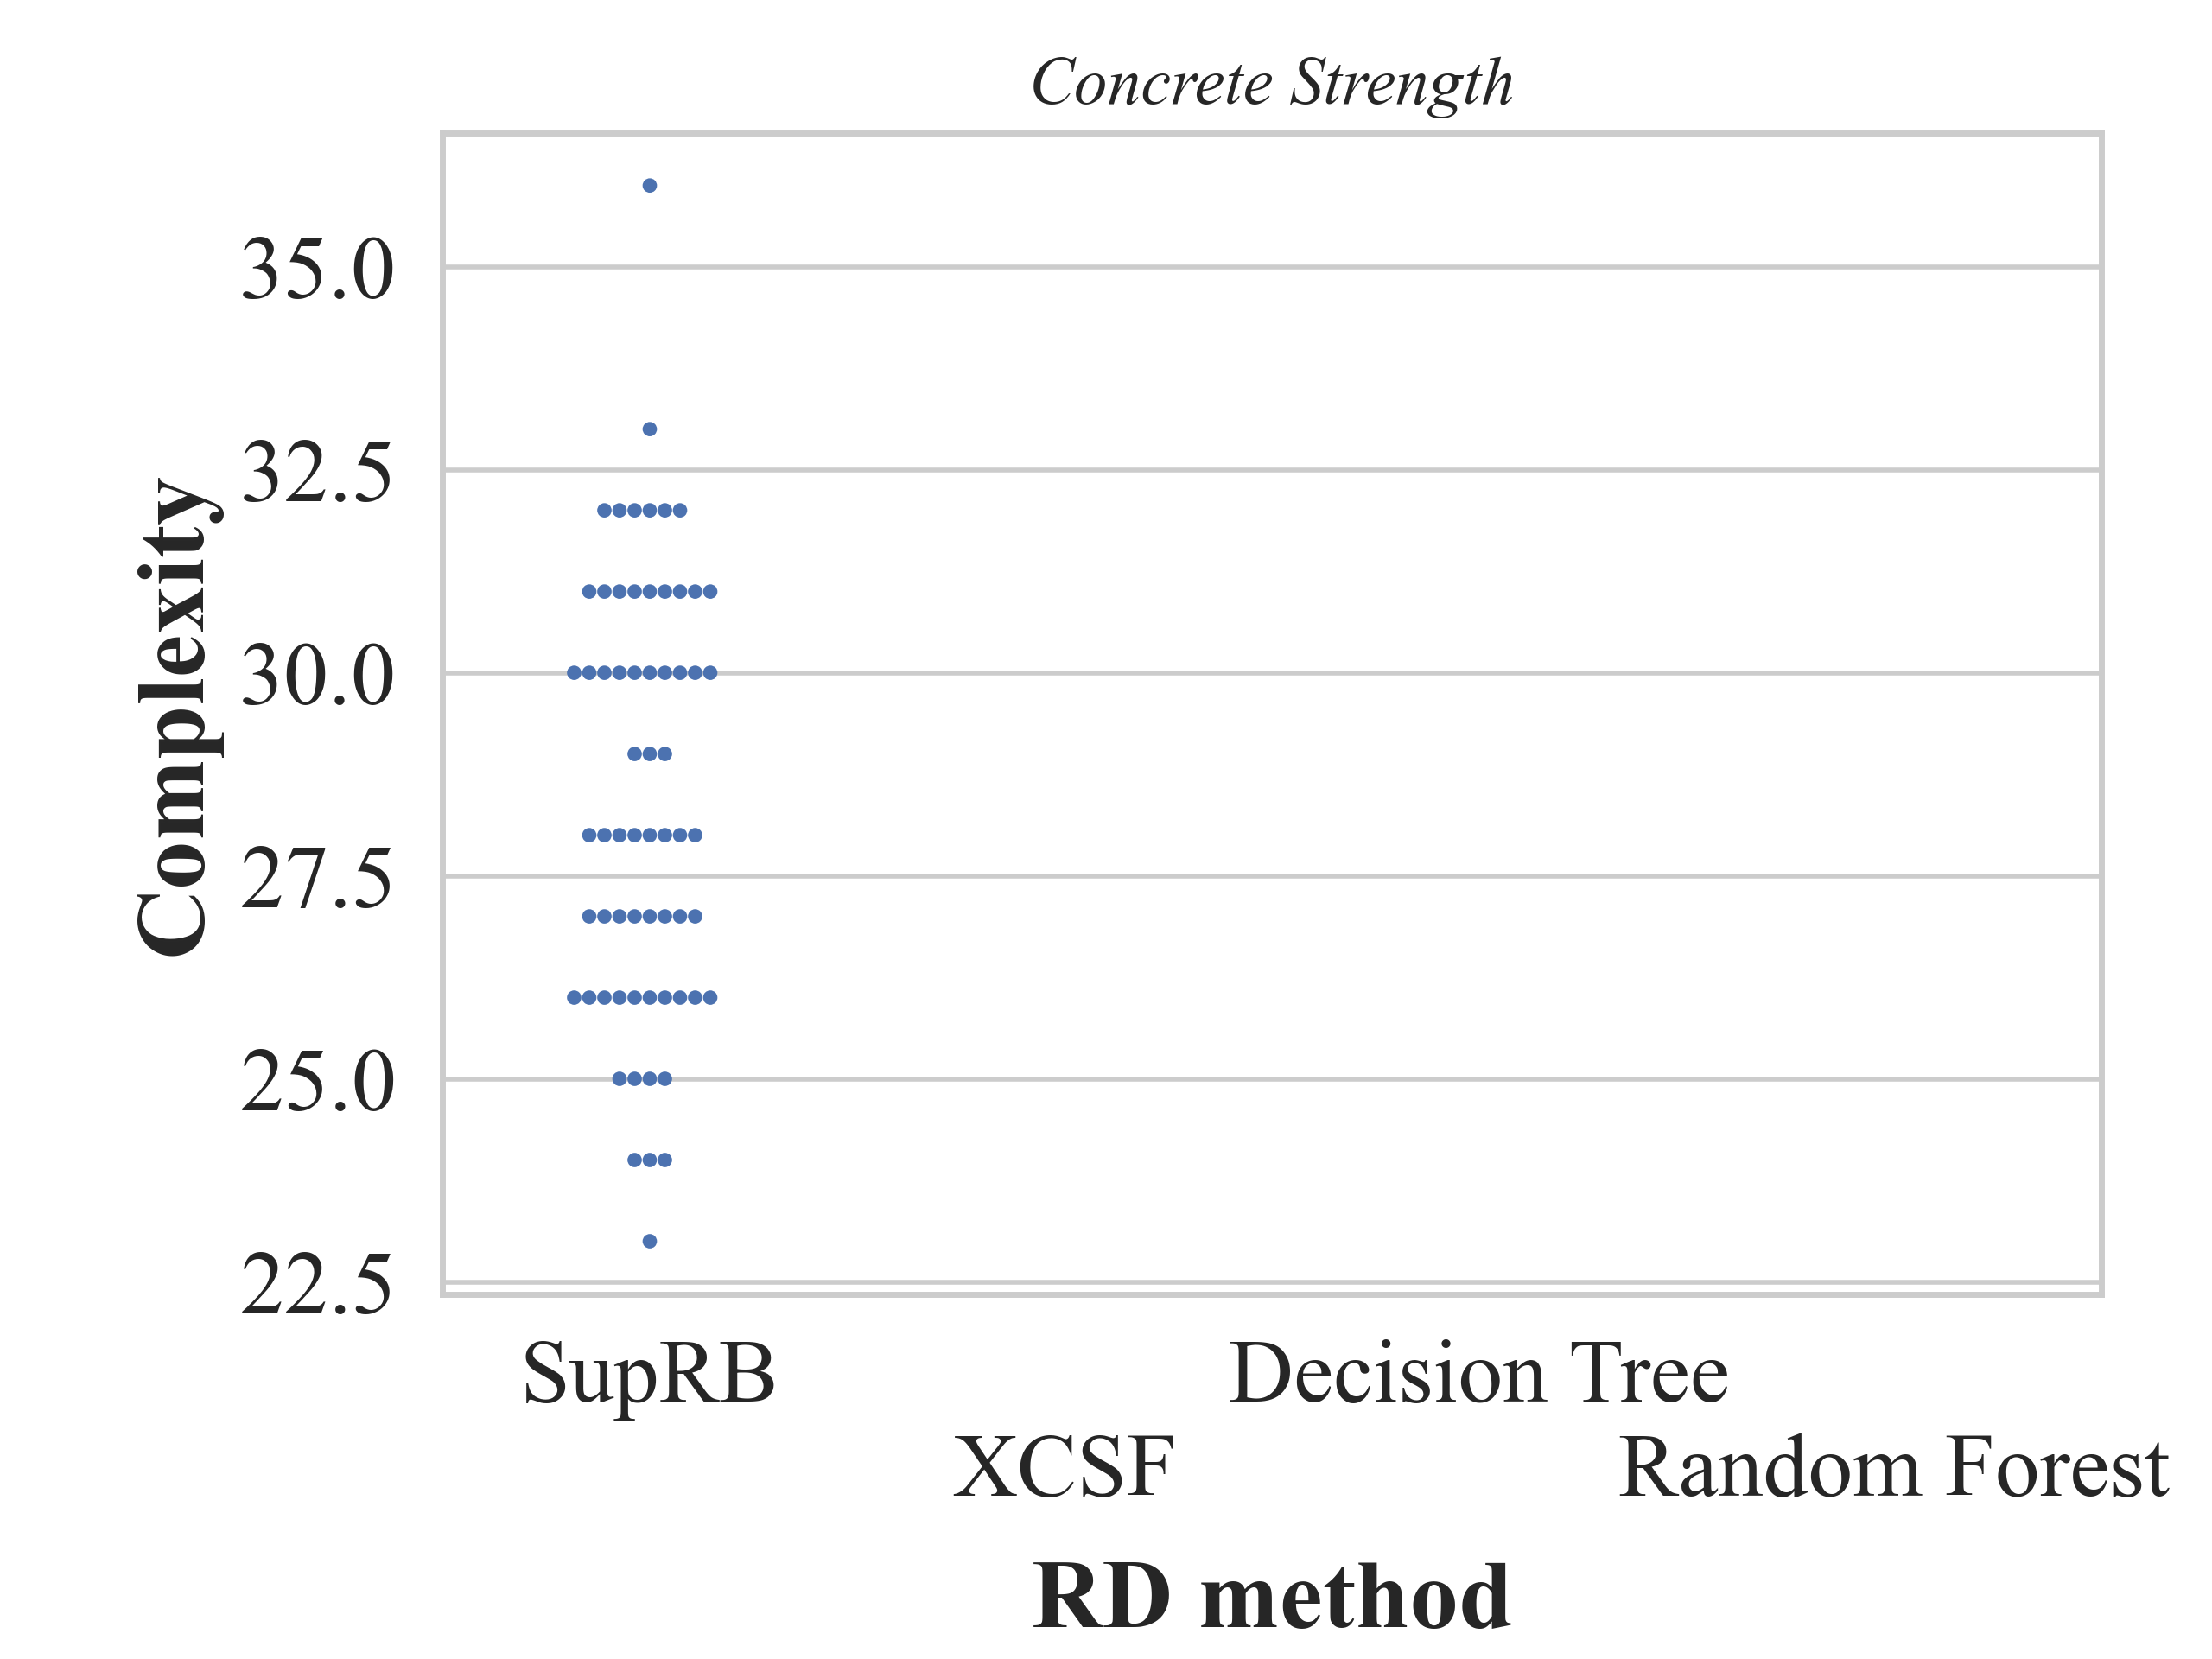 Concrete Strength
35.0
32.5
30.0
27.5
25.0
22.5
Complexity
SupRB
Decision Tree
XCSF
Random Forest
RD method